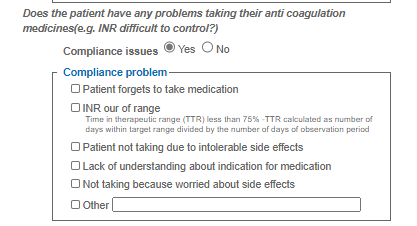 Does the patient have any problems taking their anti coagulation
medicines(e.g. INR difficult to control?)
Compliance issues Yes No
Compliance problem
Patient forgets to take medication
INR our of range
Time in therapeutic range (TTR) less than 75% -TTR calculated as number of
days within target range divided by the number of days of observation period
Patient not taking due to intolerable side effects
Lack of understanding about indication for medication
Not taking because worried about side effects
Other